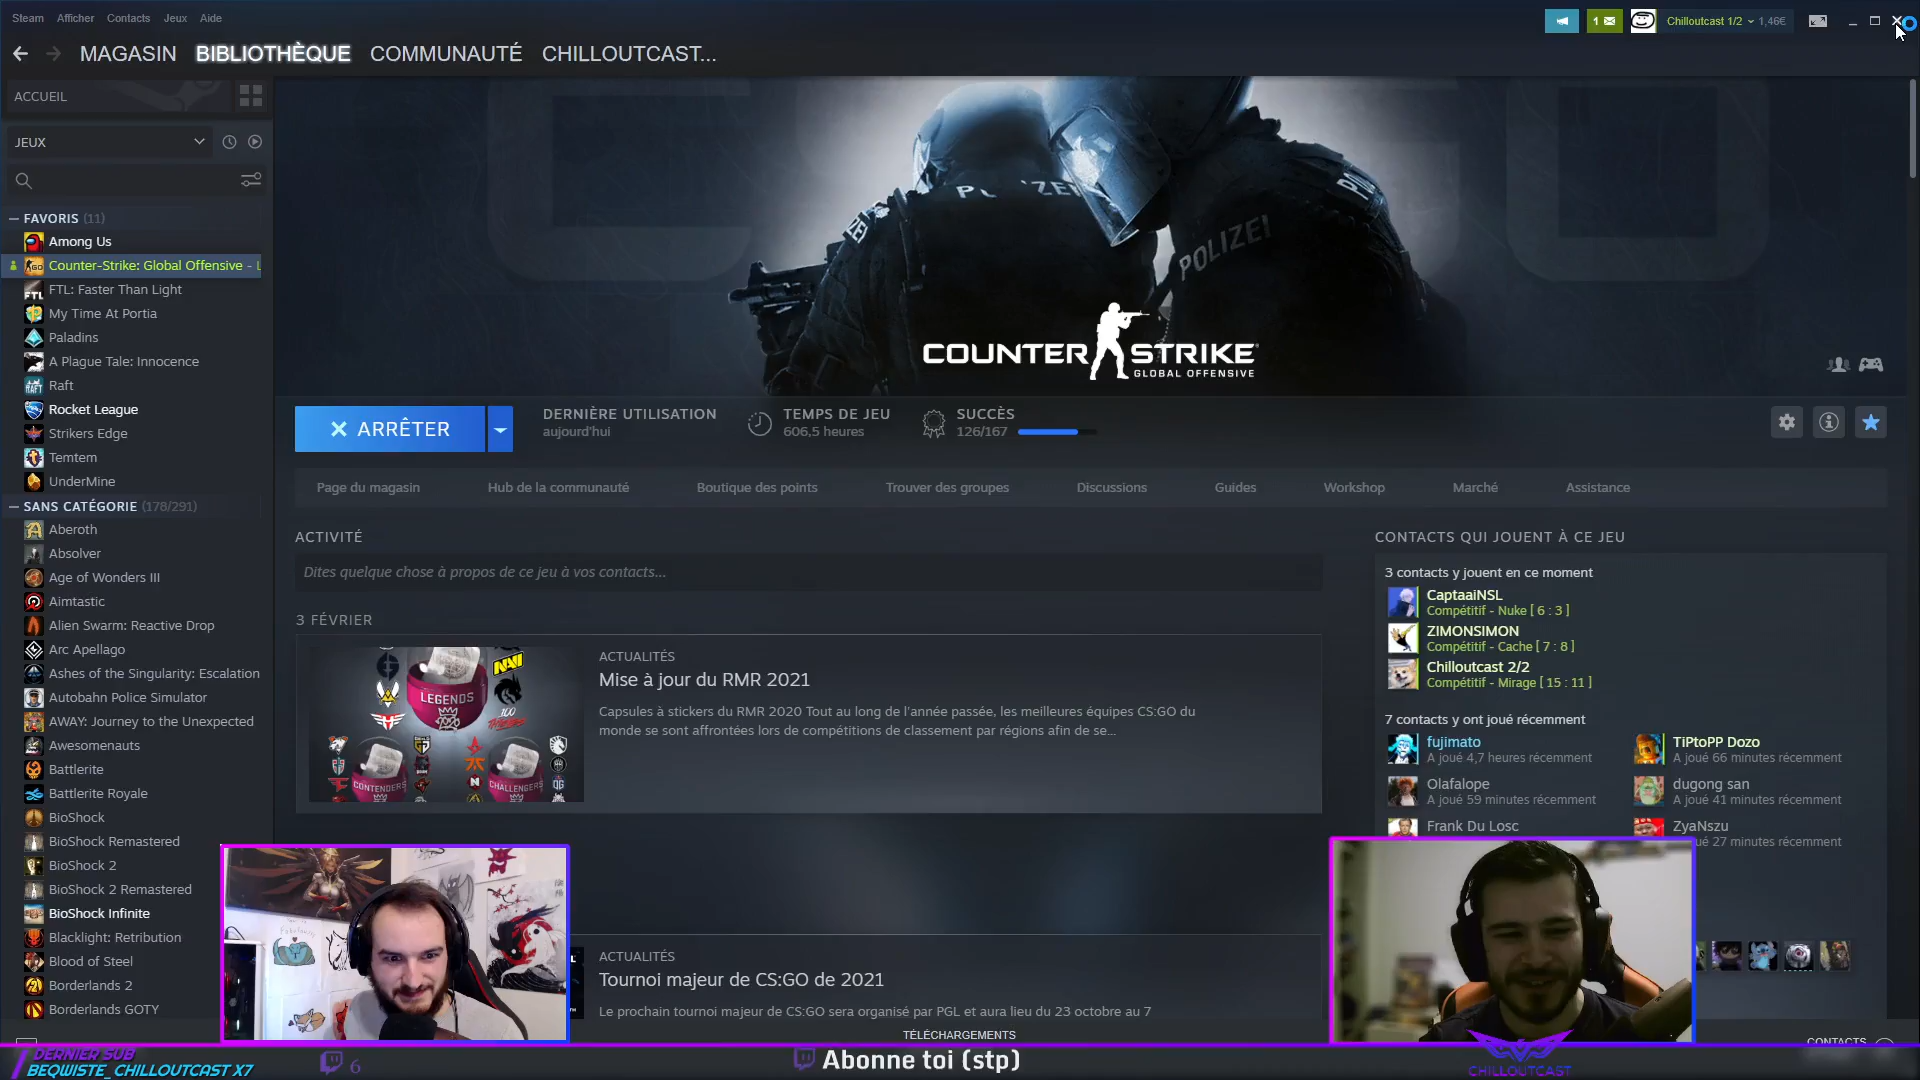 Steam Afficher Contacts Jeux Aide
1
Chilloutcast 1/2
1,46€
MAGASIN BIBLIOTHÈQUE COMMUNAUTÉ CHILLOUTCAST...
ACCUEIL
JEUX
FAVORIS (11)
Among Us
Counter-Strike: Global Offensive -
FTL: Faster Than Light
My Time At Portia
Paladins
A Plague Tale: Innocence
Raft
Rocket League
Strikers Edge
Temtem
UnderMine
SANS CATÉGORIE (178/291)
Aberoth
Absolver
Age of Wonders III
Aimtastic
Alien Swarm: Reactive Drop
Arc Apellago
Ashes of the Singularity: Escalation
Autobahn Police Simulator
AWAY: Journey to the Unexpected
Awesomenauts
Battlerite
Battlerite Royale
BioShock
BioShock Remastered
BioShock 2
BioShock 2 Remastered
BioShock Infinite
Blacklight: Retribution
Blood of Steel
Borderlands 2
Borderlands GOTY
POLIZEI
COUNTER STRIKE
GLOBAL OFFENSIVE
ARRÊTER
DERNIÈRE UTILISATION
aujourd'hui
TEMPS DE JEU
606,5 heures
SUCCÈS
126/167
Page du magasin Hub de la communauté Boutique des points Trouver des groupes Discussions Guides Workshop Marché Assistance
ACTIVITÉ
Dites quelque chose à propos de ce jeu à vos contacts...
3 FÉVRIER
LEGENDS
2020
NAVI
100
THIEVES
CONTENDERS
CHALLENGERS
ACTUALITÉS
Mise à jour du RMR 2021
Capsules à stickers du RMR 2020 Tout au long de l'année passée, les meilleures équipes CS:GO du
monde se sont affrontées lors de compétitions de classement par régions afin de se...
ACTUALITÉS
Tournoi majeur de CS:GO de 2021
Le prochain tournoi majeur de CS:GO sera organisé par PGL et aura lieu du 23 octobre au 7
CONTACTS QUI JOUENT À CE JEU
3 contacts y jouent en ce moment
CaptaaiNSL
Compétitif - Nuke [ 6 : 3 ]
ZIMONSIMON
Compétitif - Cache [ 7 : 8 ]
Chilloutcast 2/2
Compétitif - Mirage [ 15 : 11 ]
7 contacts y ont joué récemment
fujimato
A joué 4,7 heures récemment
TiPtoPP Dozo
A joué 66 minutes récemment
Olafalope
A joué 59 minutes récemment
dugong san
A joué 41 minutes récemment
Frank Du Losc
ZyaNszu
ué 27 minutes récemment
TÉLÉCHARGEMENTS
CONTACTS
DERNIER SUB
BEQWISTE_CHILLOUTCAST X7
6
Abonne toi (stp)
CHILLOUTCAST